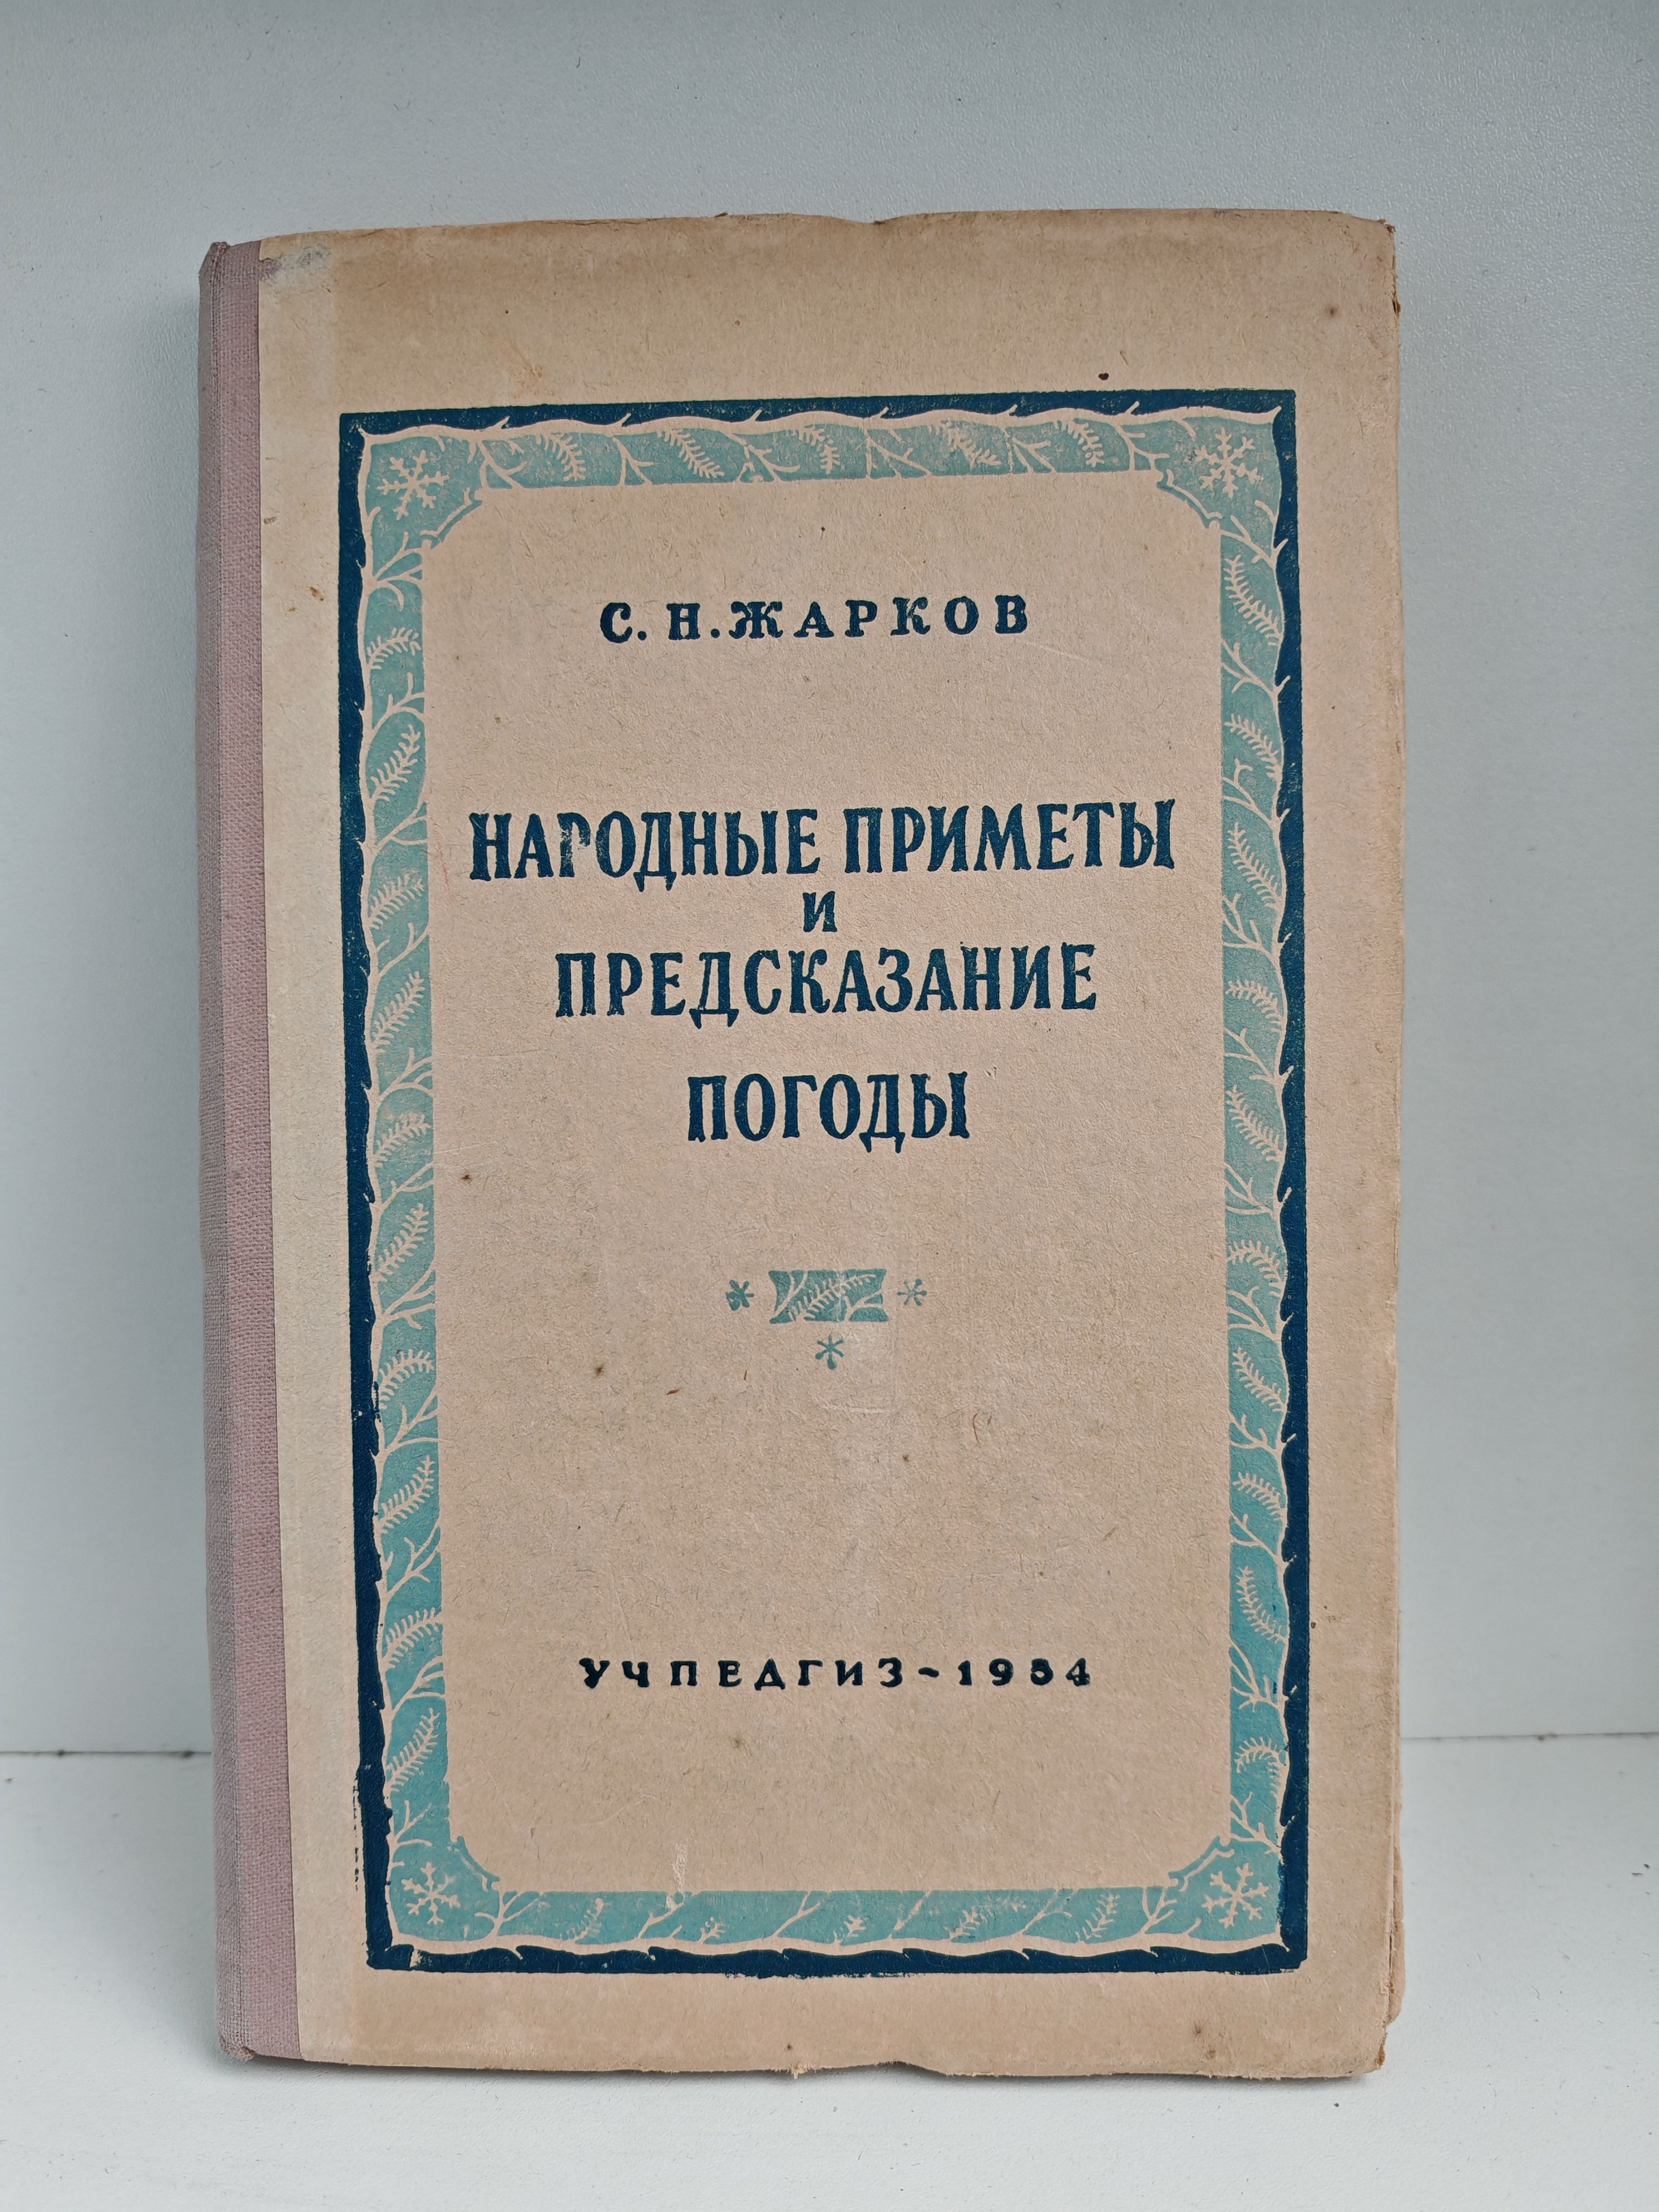 С. Н. ЖАРКОВ
НАРОДНЫЕ ПРИМЕТЫ
И
ПРЕДСКАЗАНИЕ
ПОГОДЫ
УЧПЕДГИЗ - 1954